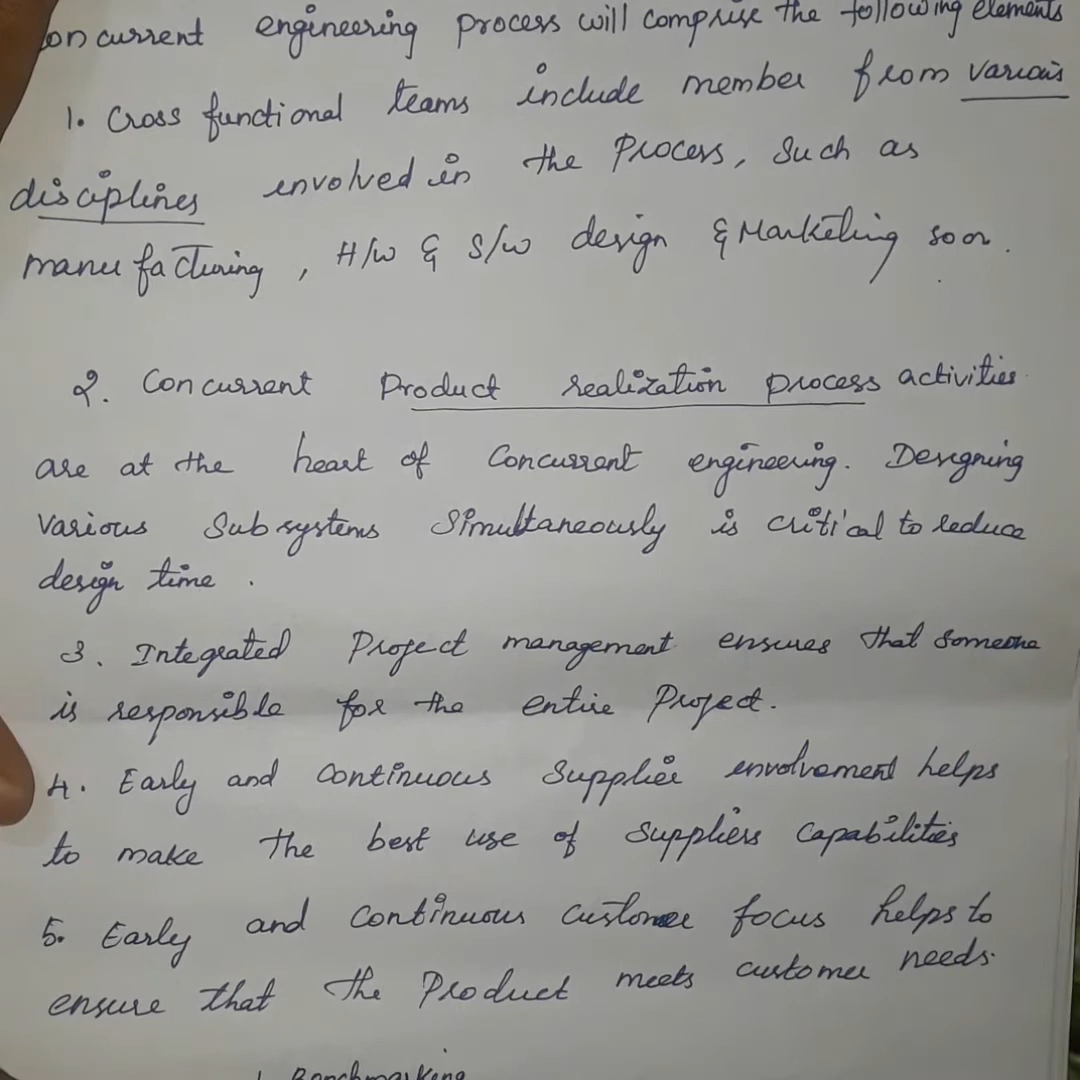 concurrent engineering process will comprise the following elements
1. Cross functional teams include member from various
disciplines involved in the process, such as
manufacturing, H/W & S/W design & Marketing soon.
2. Concurrent Product realization process activities
are at the heart of Concurrent engineering. Designing
various Subsystems Simultaneously is critical to reduce
design time.
3. Integrated Project management ensures that someone
is responsible for the entire Project.
4. Early and Continuous Supplier involvement helps
to make the best use of Suppliers Capabilities
5. Early and Continuous customer focus helps to
ensure that the Product meets customer needs.
Benchmarking